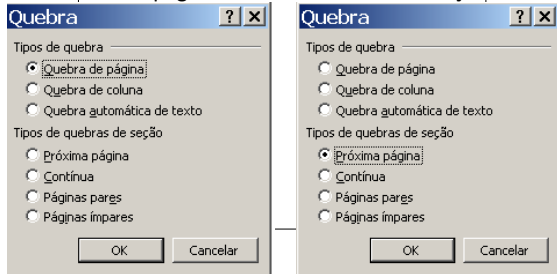 Quebra
Tipos de quebra
Quebra de página
Quebra de coluna
Quebra automática de texto
Tipos de quebras de seção
Próxima página
Contínua
Páginas pares
Páginas ímpares
OK Cancelar
Quebra
Tipos de quebra
Quebra de página
Quebra de coluna
Quebra automática de texto
Tipos de quebras de seção
Próxima página
Contínua
Páginas pares
Páginas ímpares
OK Cancelar